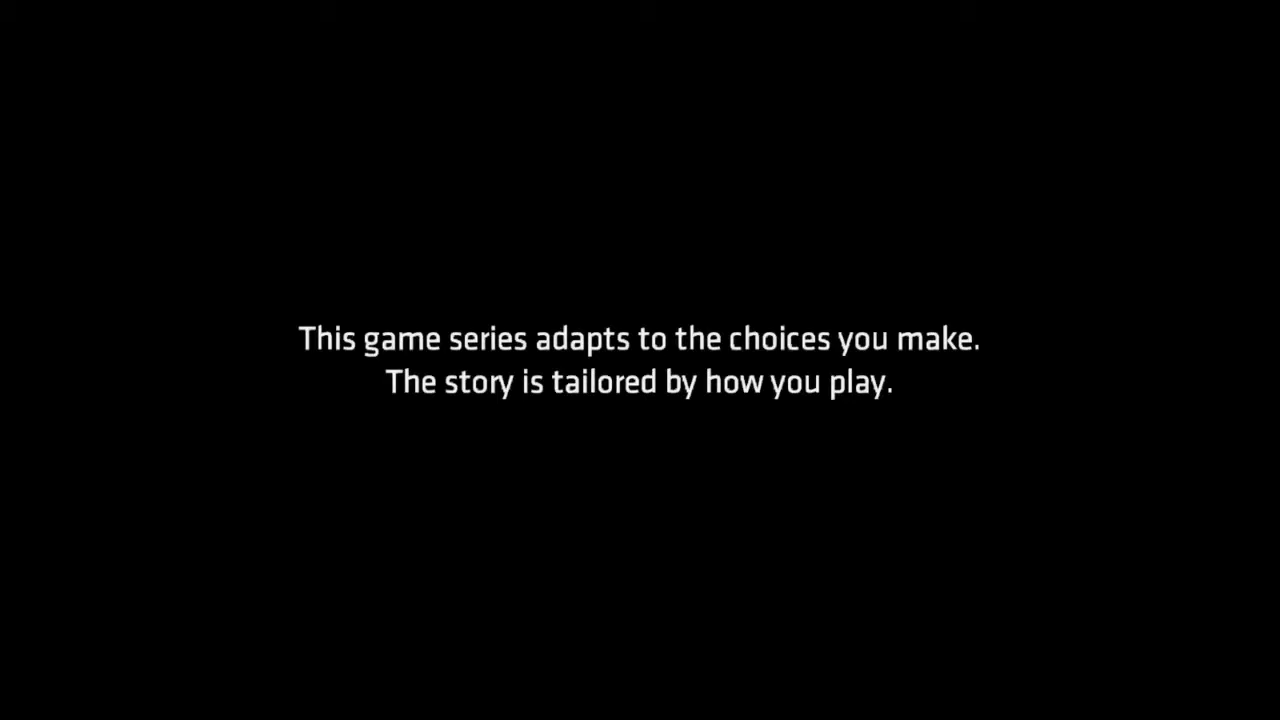 This game series adapts to the choices you make.
The story is tailored by how you play.